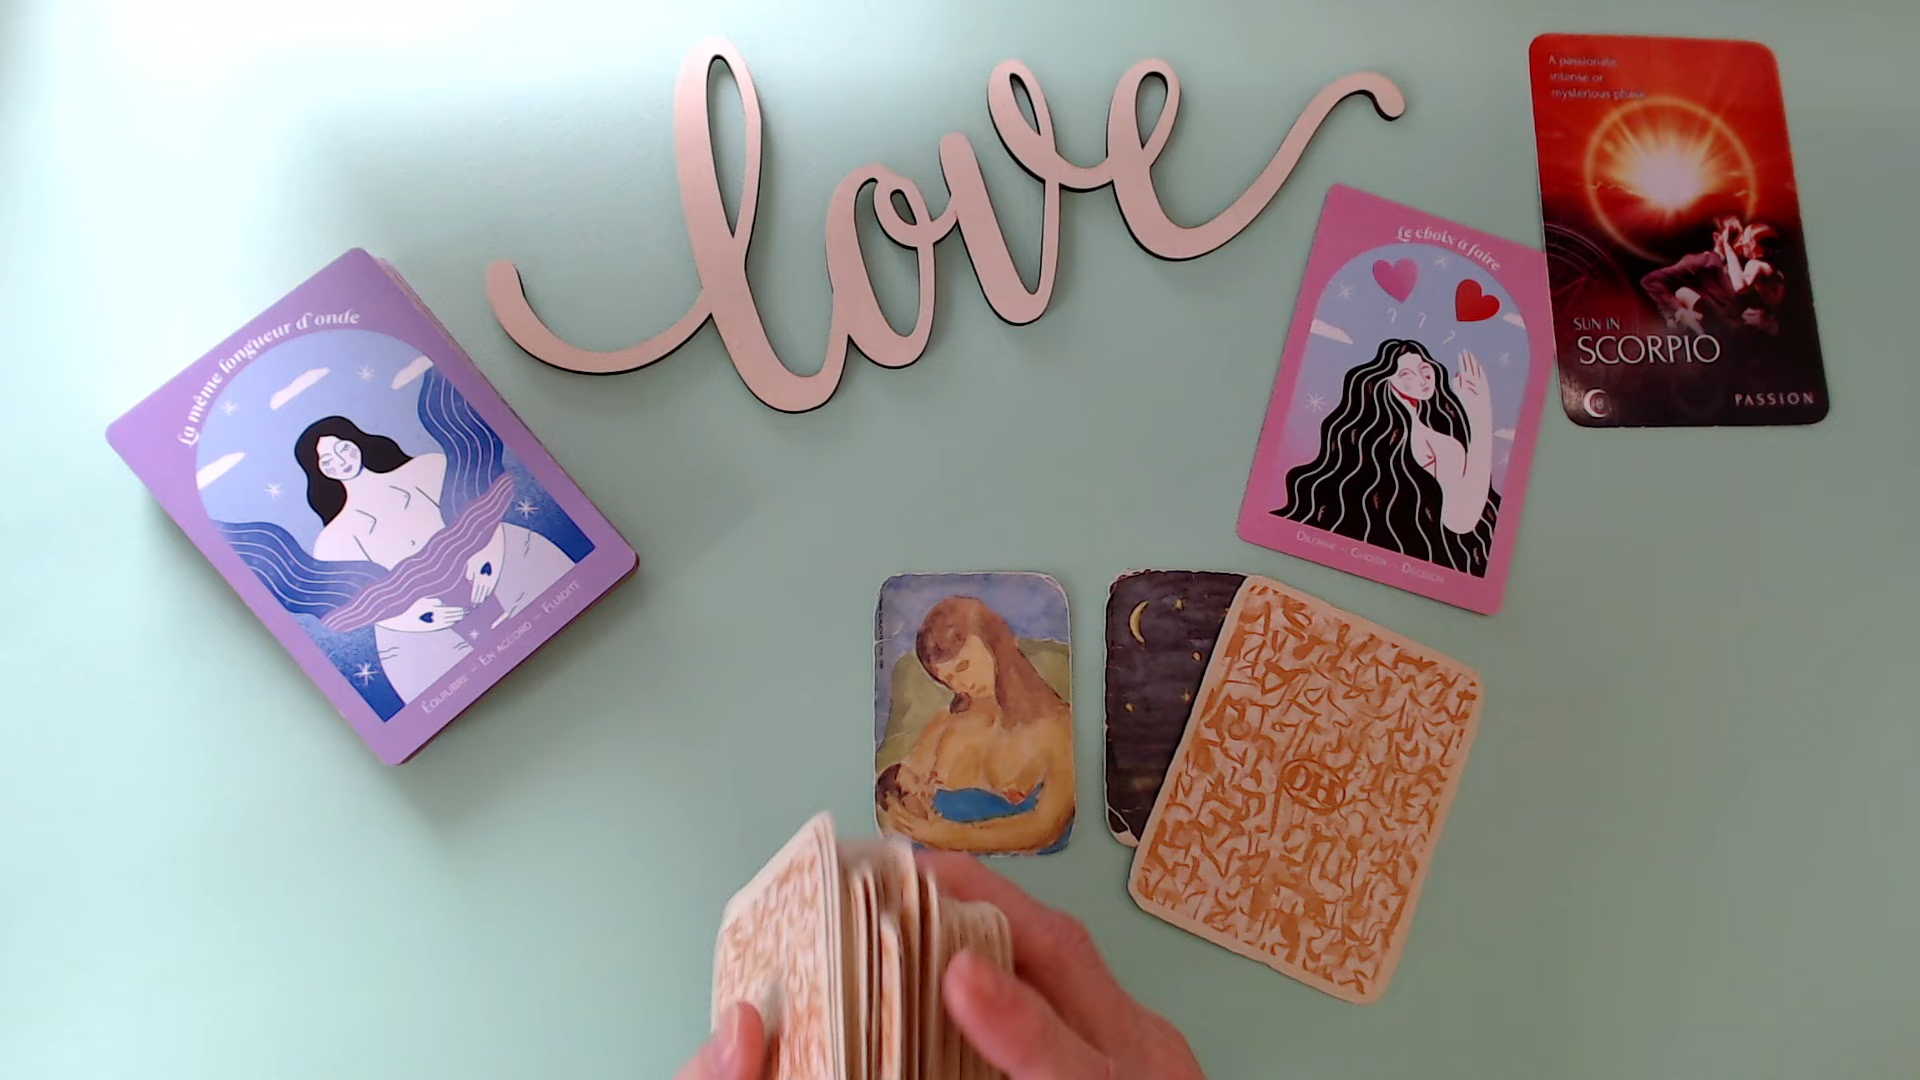 love
A passionate,
intense or
mysterious phase
SUN IN
SCORPIO
PASSION
Le choix à faire
DILEMME - CHOISIR - DÉCISION
La même longueur d'onde
ÉQUILIBRE - EN ACCORD - FLUIDITÉ
OH